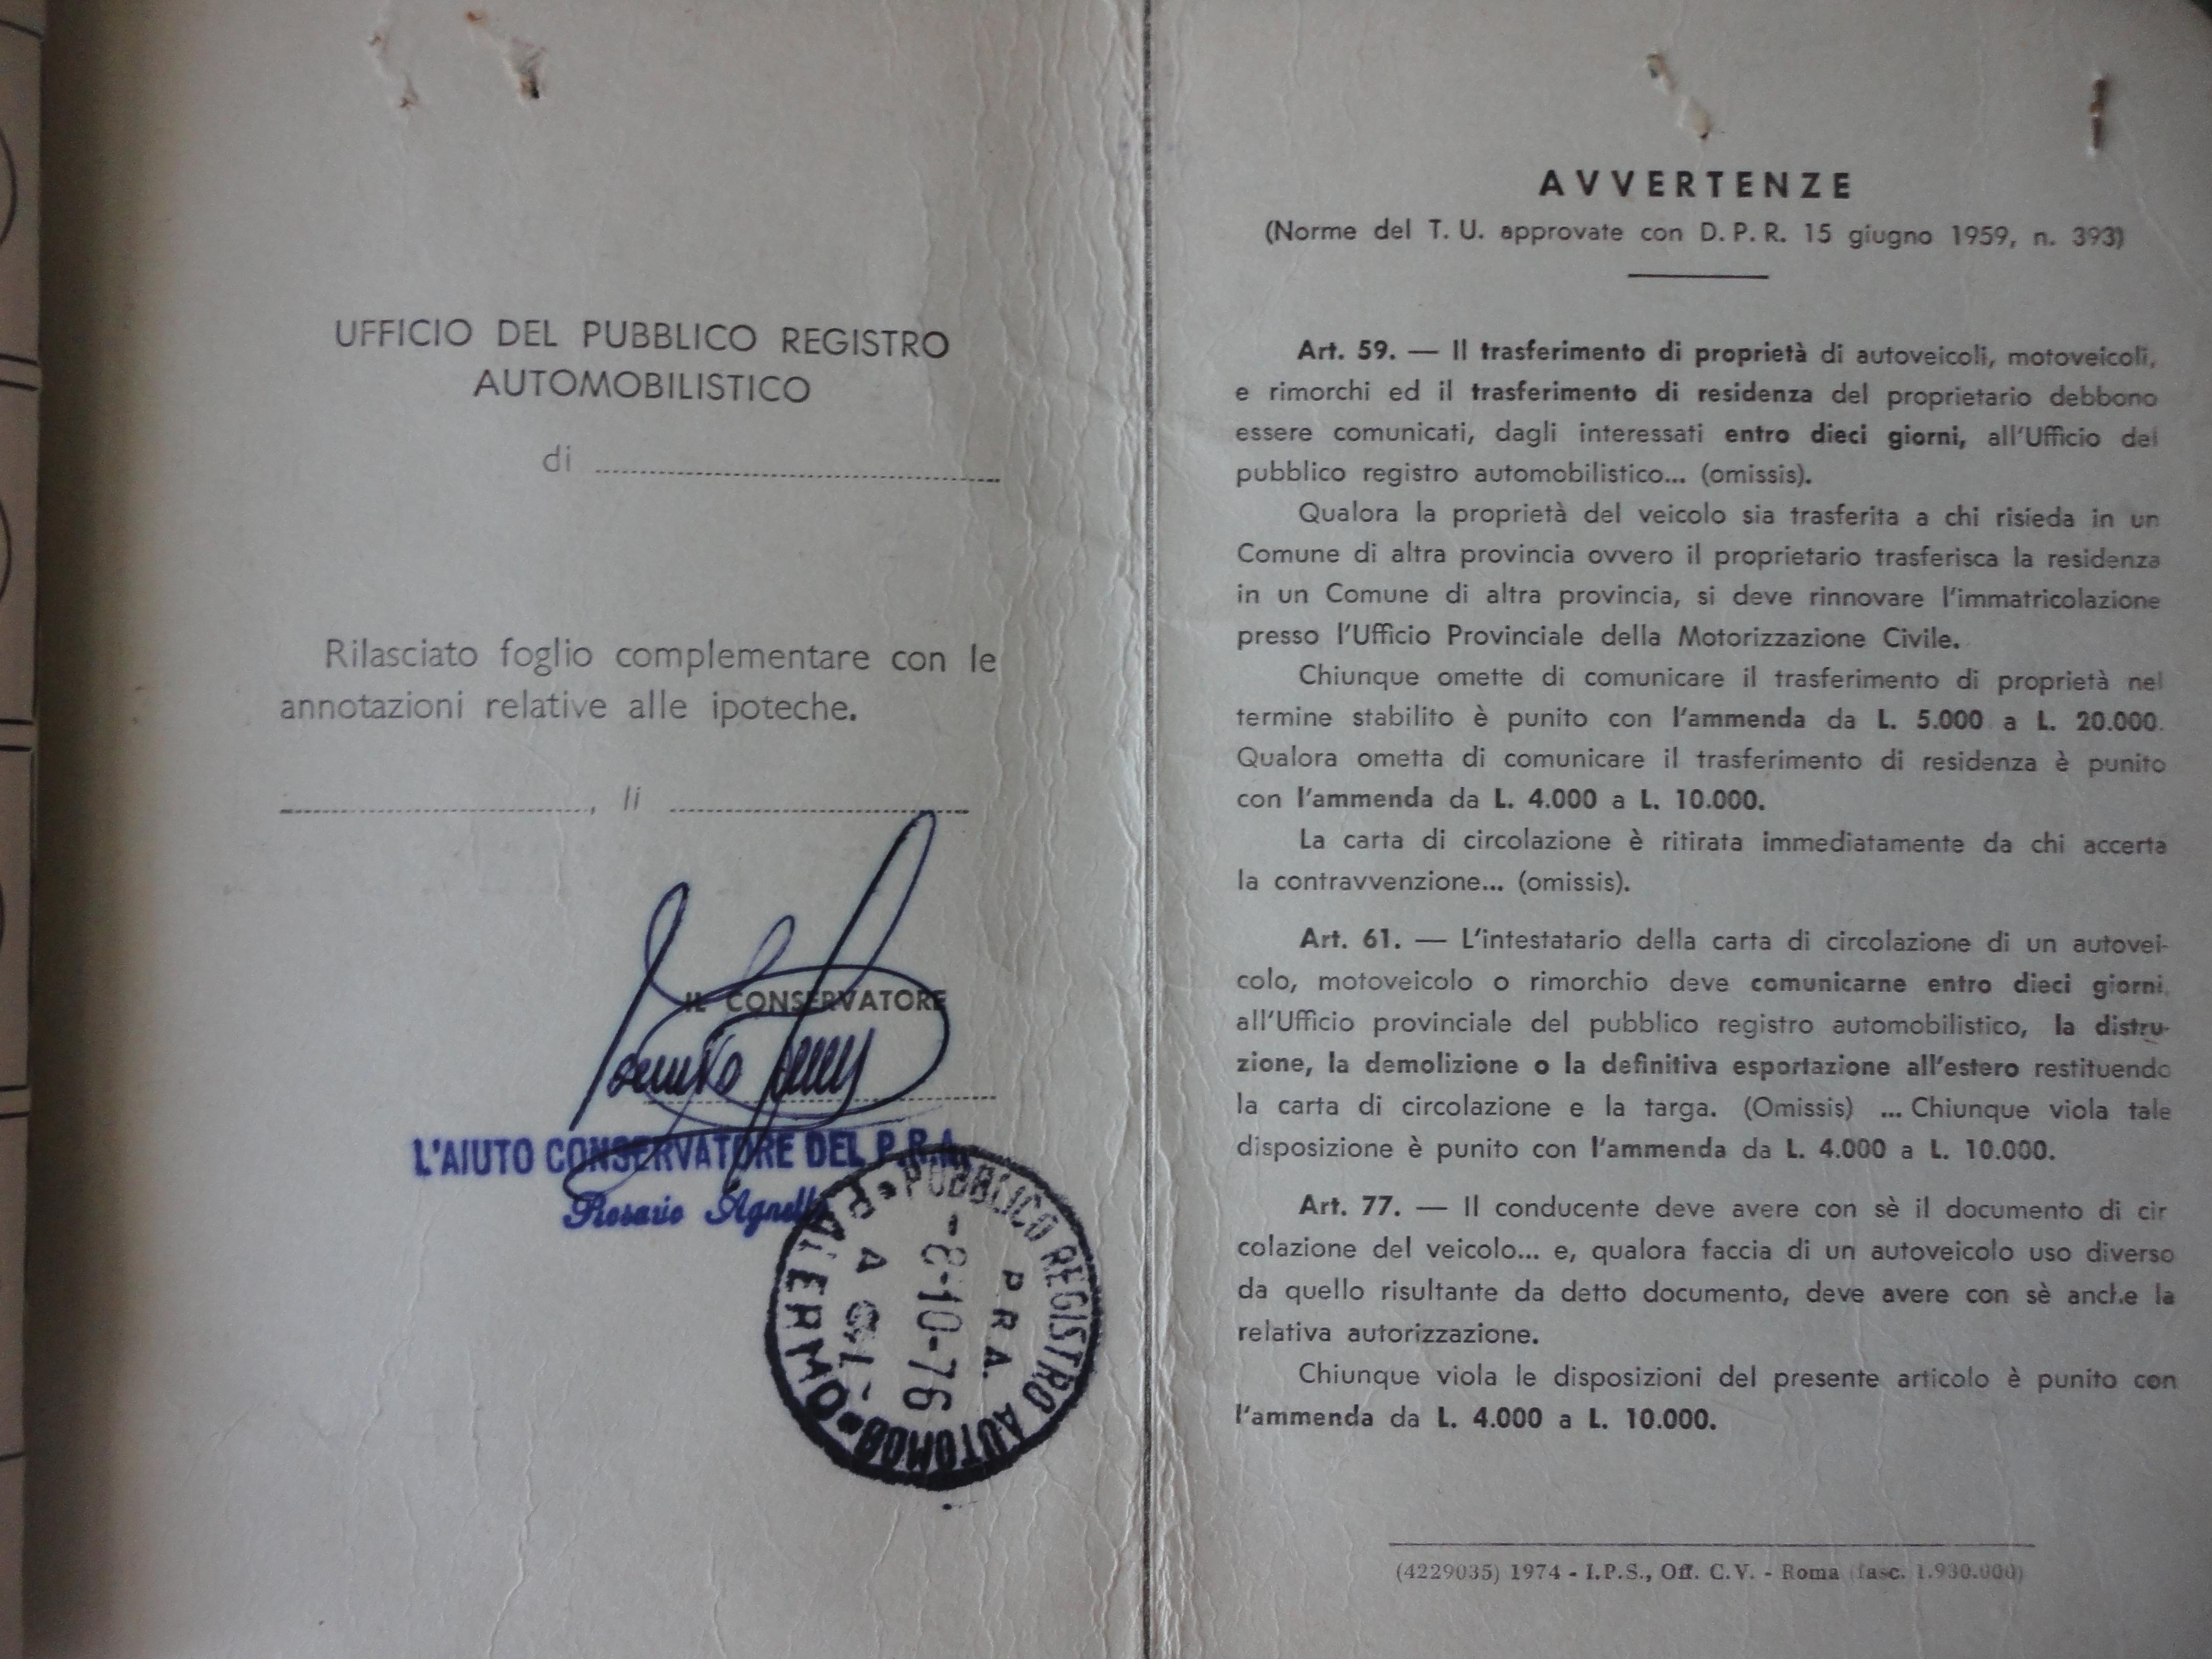 UFFICIO DEL PUBBLICO REGISTRO
AUTOMOBILISTICO
di
Rilasciato foglio complementare con le
annotazioni relative alle ipoteche.
, lì
IL CONSERVATORE
L'AIUTO CONSERVATORE DEL P.R.A.
Rosario
PUBBLICO REGISTRO AUTOMOB. PALERMO
P R A
-8-10-76
AVVERTENZE
(Norme del T. U. approvate con D. P. R. 15 giugno 1959, n. 393)
Art. 59. — Il trasferimento di proprietà di autoveicoli, motoveicoli,
e rimorchi ed il trasferimento di residenza del proprietario debbono
essere comunicati, dagli interessati entro dieci giorni, all'Ufficio del
pubblico registro automobilistico... (omissis).
Qualora la proprietà del veicolo sia trasferita a chi risieda in un
Comune di altra provincia ovvero il proprietario trasferisca la residenza
in un Comune di altra provincia, si deve rinnovare l'immatricolazione
presso l'Ufficio Provinciale della Motorizzazione Civile.
Chiunque omette di comunicare il trasferimento di proprietà nel
termine stabilito è punito con l'ammenda da L. 5.000 a L. 20.000.
Qualora ometta di comunicare il trasferimento di residenza è punito
con l'ammenda da L. 4.000 a L. 10.000.
La carta di circolazione è ritirata immediatamente da chi accerta
la contravvenzione... (omissis).
Art. 61. — L'intestatario della carta di circolazione di un autovei-
colo, motoveicolo o rimorchio deve comunicarne entro dieci giorni,
all'Ufficio provinciale del pubblico registro automobilistico, la distru-
zione, la demolizione o la definitiva esportazione all'estero restituendo
la carta di circolazione e la targa. (Omissis) ... Chiunque viola tale
disposizione è punito con l'ammenda da L. 4.000 a L. 10.000.
Art. 77. — Il conducente deve avere con sè il documento di cir
colazione del veicolo... e, qualora faccia di un autoveicolo uso diverso
da quello risultante da detto documento, deve avere con sè anche la
relativa autorizzazione.
Chiunque viola le disposizioni del presente articolo è punito con
l'ammenda da L. 4.000 a L. 10.000.
(4229035) 1974 - I.P.S., Off. C.V. - Roma (fasc. 1.930.000)